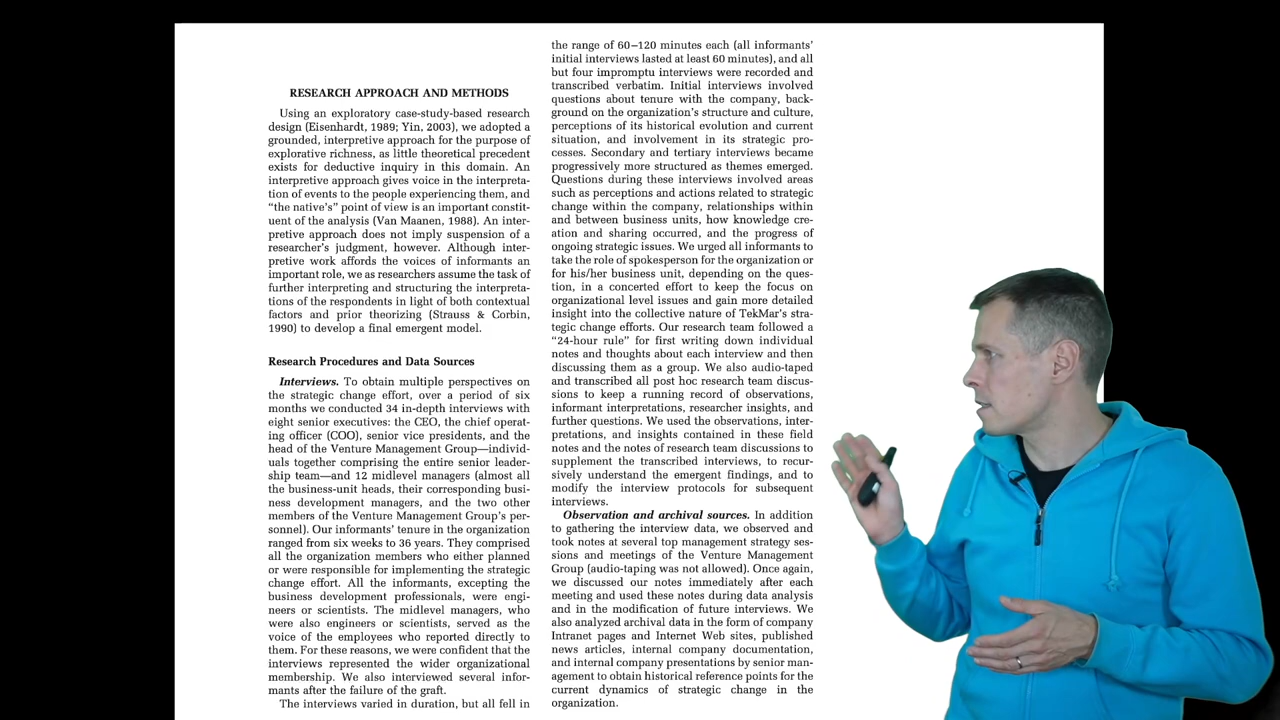 RESEARCH APPROACH AND METHODS
Using an exploratory case-study-based research
design (Eisenhardt, 1989; Yin, 2003), we adopted a
grounded, interpretive approach for the purpose of
explorative richness, as little theoretical precedent
exists for deductive inquiry in this domain. An
interpretive approach gives voice in the interpreta-
tion of events to the people experiencing them, and
“the native’s” point of view is an important constit-
uent of the analysis (Van Maanen, 1988). An inter-
pretive approach does not imply suspension of a
researcher’s judgment, however. Although inter-
pretive work affords the voices of informants an
important role, we as researchers assume the task of
further interpreting and structuring the interpreta-
tions of the respondents in light of both contextual
factors and prior theorizing (Strauss & Corbin,
1990) to develop a final emergent model.
Research Procedures and Data Sources
Interviews. To obtain multiple perspectives on
the strategic change effort, over a period of six
months we conducted 34 in-depth interviews with
eight senior executives: the CEO, the chief operat-
ing officer (COO), senior vice presidents, and the
head of the Venture Management Group—individ-
uals together comprising the entire senior leader-
ship team—and 12 midlevel managers (almost all
the business-unit heads, their corresponding busi-
ness development managers, and the two other
members of the Venture Management Group’s per-
sonnel). Our informants’ tenure in the organization
ranged from six weeks to 36 years. They comprised
all the organization members who either planned
or were responsible for implementing the strategic
change effort. All the informants, excepting the
business development professionals, were engi-
neers or scientists. The midlevel managers, who
were also engineers or scientists, served as the
voice of the employees who reported directly to
them. For these reasons, we were confident that the
interviews represented the wider organizational
membership. We also interviewed several infor-
mants after the failure of the graft.
The interviews varied in duration, but all fell in
the range of 60–120 minutes each (all informants’
initial interviews lasted at least 60 minutes), and all
but four impromptu interviews were recorded and
transcribed verbatim. Initial interviews involved
questions about tenure with the company, back-
ground on the organization’s structure and culture,
perceptions of its historical evolution and current
situation, and involvement in its strategic pro-
cesses. Secondary and tertiary interviews became
progressively more structured as themes emerged.
Questions during these interviews involved areas
such as perceptions and actions related to strategic
change within the company, relationships within
and between business units, how knowledge cre-
ation and sharing occurred, and the progress of
ongoing strategic issues. We urged all informants to
take the role of spokesperson for the organization or
for his/her business unit, depending on the ques-
tion, in a concerted effort to keep the focus on
organizational level issues and gain more detailed
insight into the collective nature of TekMar’s stra-
tegic change efforts. Our research team followed a
“24-hour rule” for first writing down individual
notes and thoughts about each interview and then
discussing them as a group. We also audio-taped
and transcribed all post hoc research team discus-
sions to keep a running record of observations,
informant interpretations, researcher insights, and
further questions. We used the observations, inter-
pretations, and insights contained in these field
notes and the notes of research team discussions to
supplement the transcribed interviews, to recur-
sively understand the emergent findings, and to
modify the interview protocols for subsequent
interviews.
Observation and archival sources. In addition
to gathering the interview data, we observed and
took notes at several top management strategy ses-
sions and meetings of the Venture Management
Group (audio-taping was not allowed). Once again,
we discussed our notes immediately after each
meeting and used these notes during data analysis
and in the modification of future interviews. We
also analyzed archival data in the form of company
Intranet pages and Internet Web sites, published
news articles, internal company documentation,
and internal company presentations by senior man-
agement to obtain historical reference points for the
current dynamics of strategic change in the
organization.